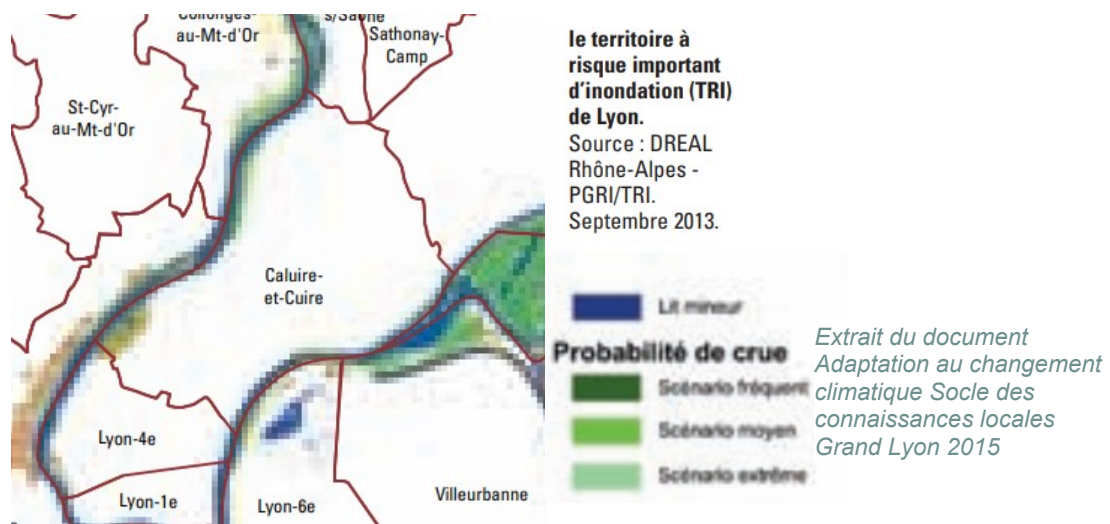 Collonges-
au-Mt-d'Or
s/Saône
Sathonay-
Camp
St-Cyr-
au-Mt-d'Or
Caluire-
et-Cuire
Lyon-4e
Lyon-1e
Lyon-6e
Villeurbanne
le territoire à
risque important
d'inondation (TRI)
de Lyon.
Source : DREAL
Rhône-Alpes -
PGRI/TRI.
Septembre 2013.
Lit mineur
Probabilité de crue
Scénario fréquent
Scénario moyen
Scénario extrême
Extrait du document
Adaptation au changement
climatique Socle des
connaissances locales
Grand Lyon 2015